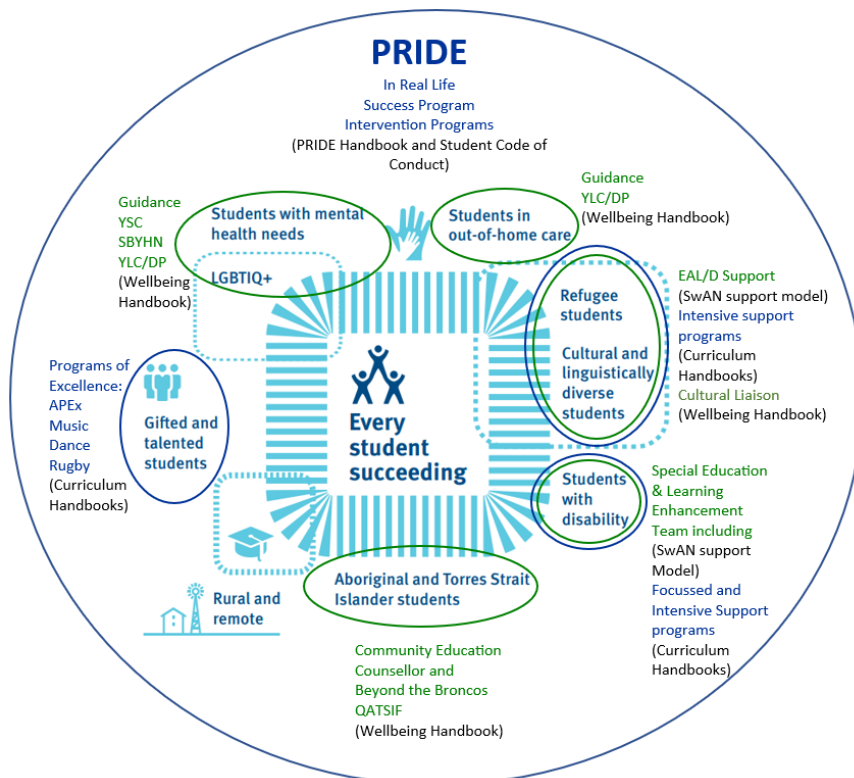 PRIDE
In Real Life
Success Program
Intervention Programs
(PRIDE Handbook and Student Code of
Conduct)
Guidance
YSC
SBYHN
YLC/DP
(Wellbeing
Handbook)
Students with mental
health needs
LGBTIQ+
Students in
out-of-home care
Guidance
YLC/DP
(Wellbeing Handbook)
Refugee
students
Cultural and
linguistically
diverse
students
EAL/D Support
(SwAN support model)
Intensive support
programs
(Curriculum
Handbooks)
Cultural Liaison
(Wellbeing Handbook)
Programs of
Excellence:
APEx
Music
Dance
Rugby
(Curriculum
Handbooks)
Gifted and
talented
students
Every
student
succeeding
Students
with
disability
Special Education
& Learning
Enhancement
Team including
(SwAN support
Model)
Focussed and
Intensive Support
programs
(Curriculum
Handbooks)
Rural and
remote
Aboriginal and Torres Strait
Islander students
Community Education
Counsellor and
Beyond the Broncos
QATSIF
(Wellbeing Handbook)